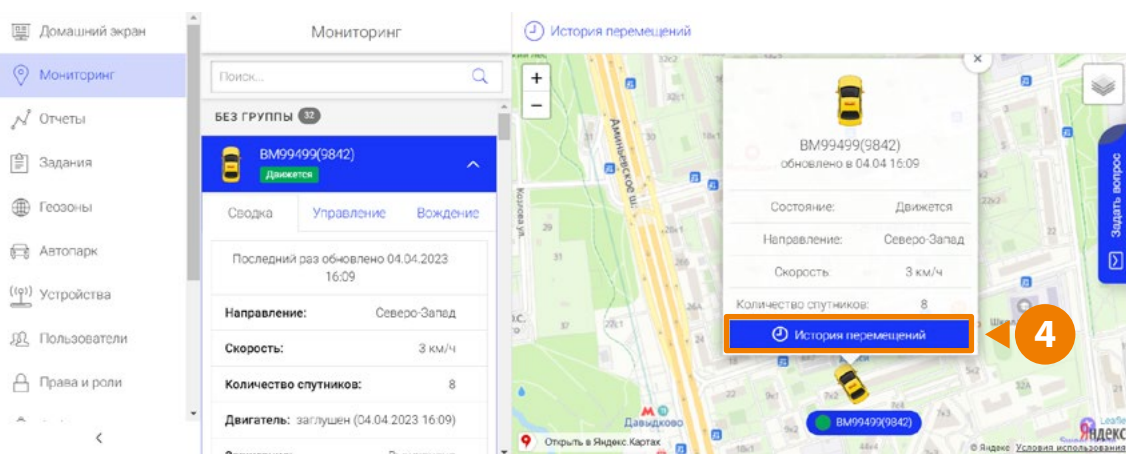 Домашний экран
Мониторинг
Отчеты
Задания
Геозоны
Автопарк
Устройства
Пользователи
Права и роли
Мониторинг
Поиск...
БЕЗ ГРУППЫ 32
BM99499(9842)
Движется
Сводка Управление Вождение
Последний раз обновлено 04.04.2023
16:09
Направление: Северо-Запад
Скорость: 3 км/ч
Количество спутников: 8
Двигатель: заглушен (04.04.2023 16:09)
История перемещений
+
−
Аминьевское ш.
Козлова ул.
Давыдково
Открыть в Яндекс.Картах
BM99499(9842)
обновлено в 04.04 16:09
Состояние: Движется
Направление: Северо-Запад
Скорость: 3 км/ч
Количество спутников: 8
История перемещений
4
BM99499(9842)
Задать вопрос
Яндекс
© Яндекс Условия использования